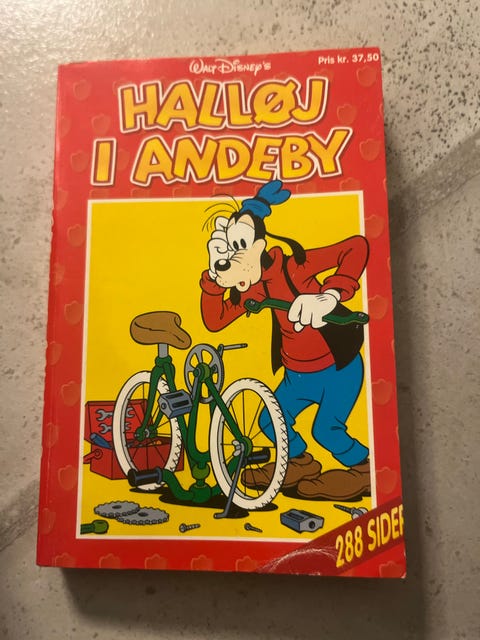 Walt Disney's
Pris kr. 37,50
HALLØJ
I ANDEBY
288 SIDER